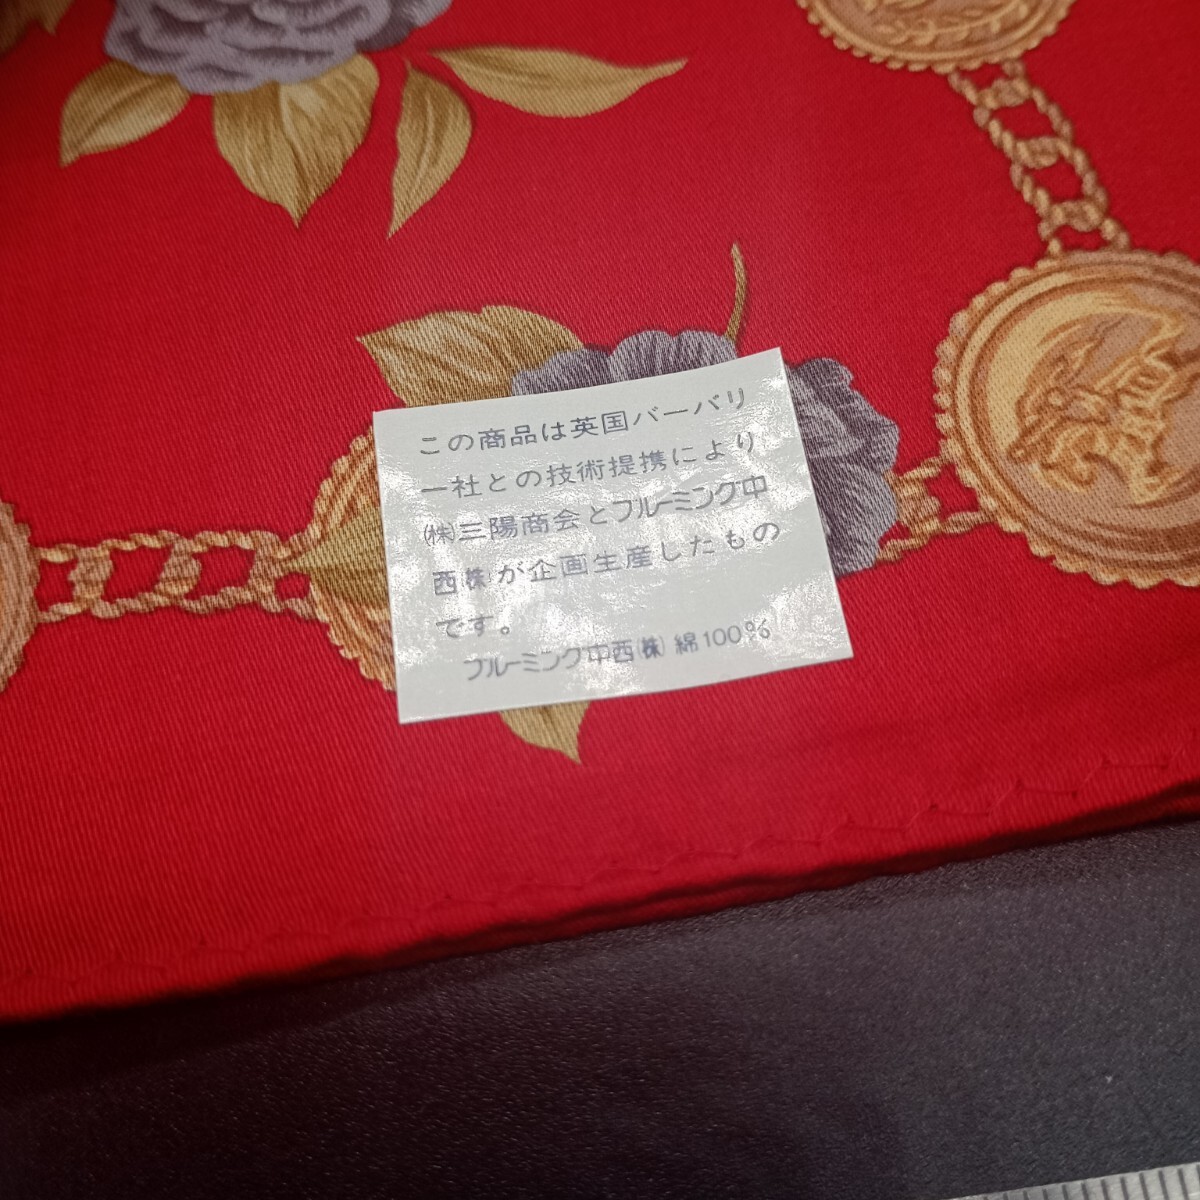 この商品は英国バーバリ
ー社との技術提携により
㈱三陽商会とブルーミング中
西㈱が企画生産したもの
です。
ブルーミング中西㈱ 綿100%